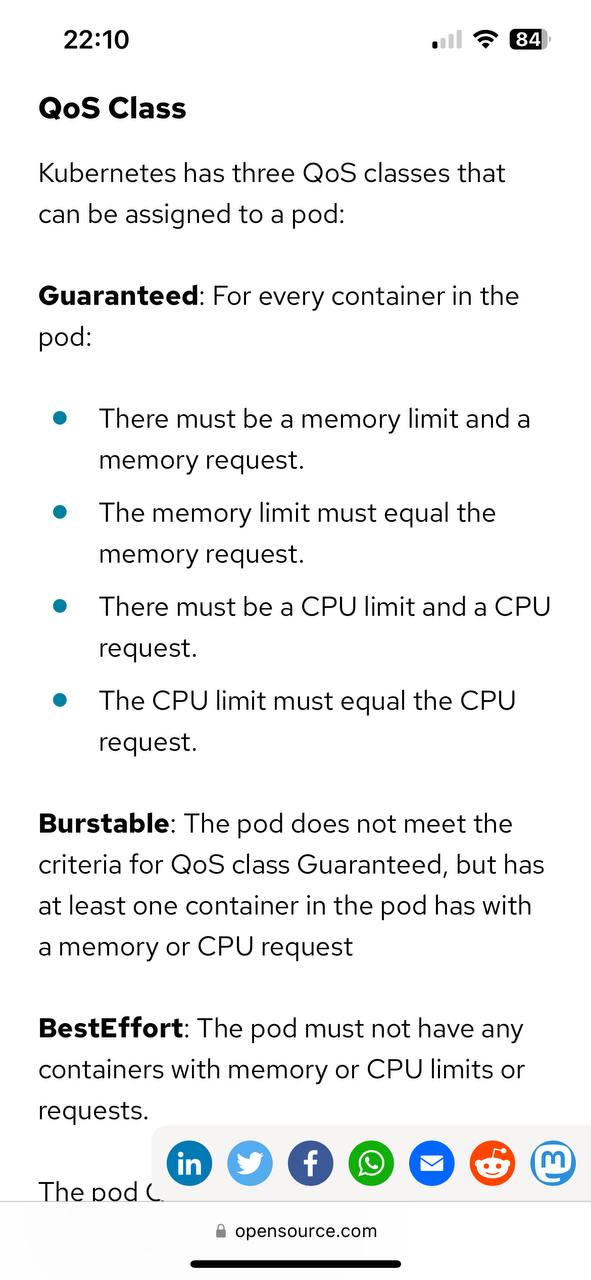 22:10
84
QoS Class
Kubernetes has three QoS classes that
can be assigned to a pod:
Guaranteed: For every container in the
pod:
There must be a memory limit and a
memory request.
The memory limit must equal the
memory request.
There must be a CPU limit and a CPU
request.
The CPU limit must equal the CPU
request.
Burstable: The pod does not meet the
criteria for QoS class Guaranteed, but has
at least one container in the pod has with
a memory or CPU request
BestEffort: The pod must not have any
containers with memory or CPU limits or
requests.
in
f
m
The pod
opensource.com